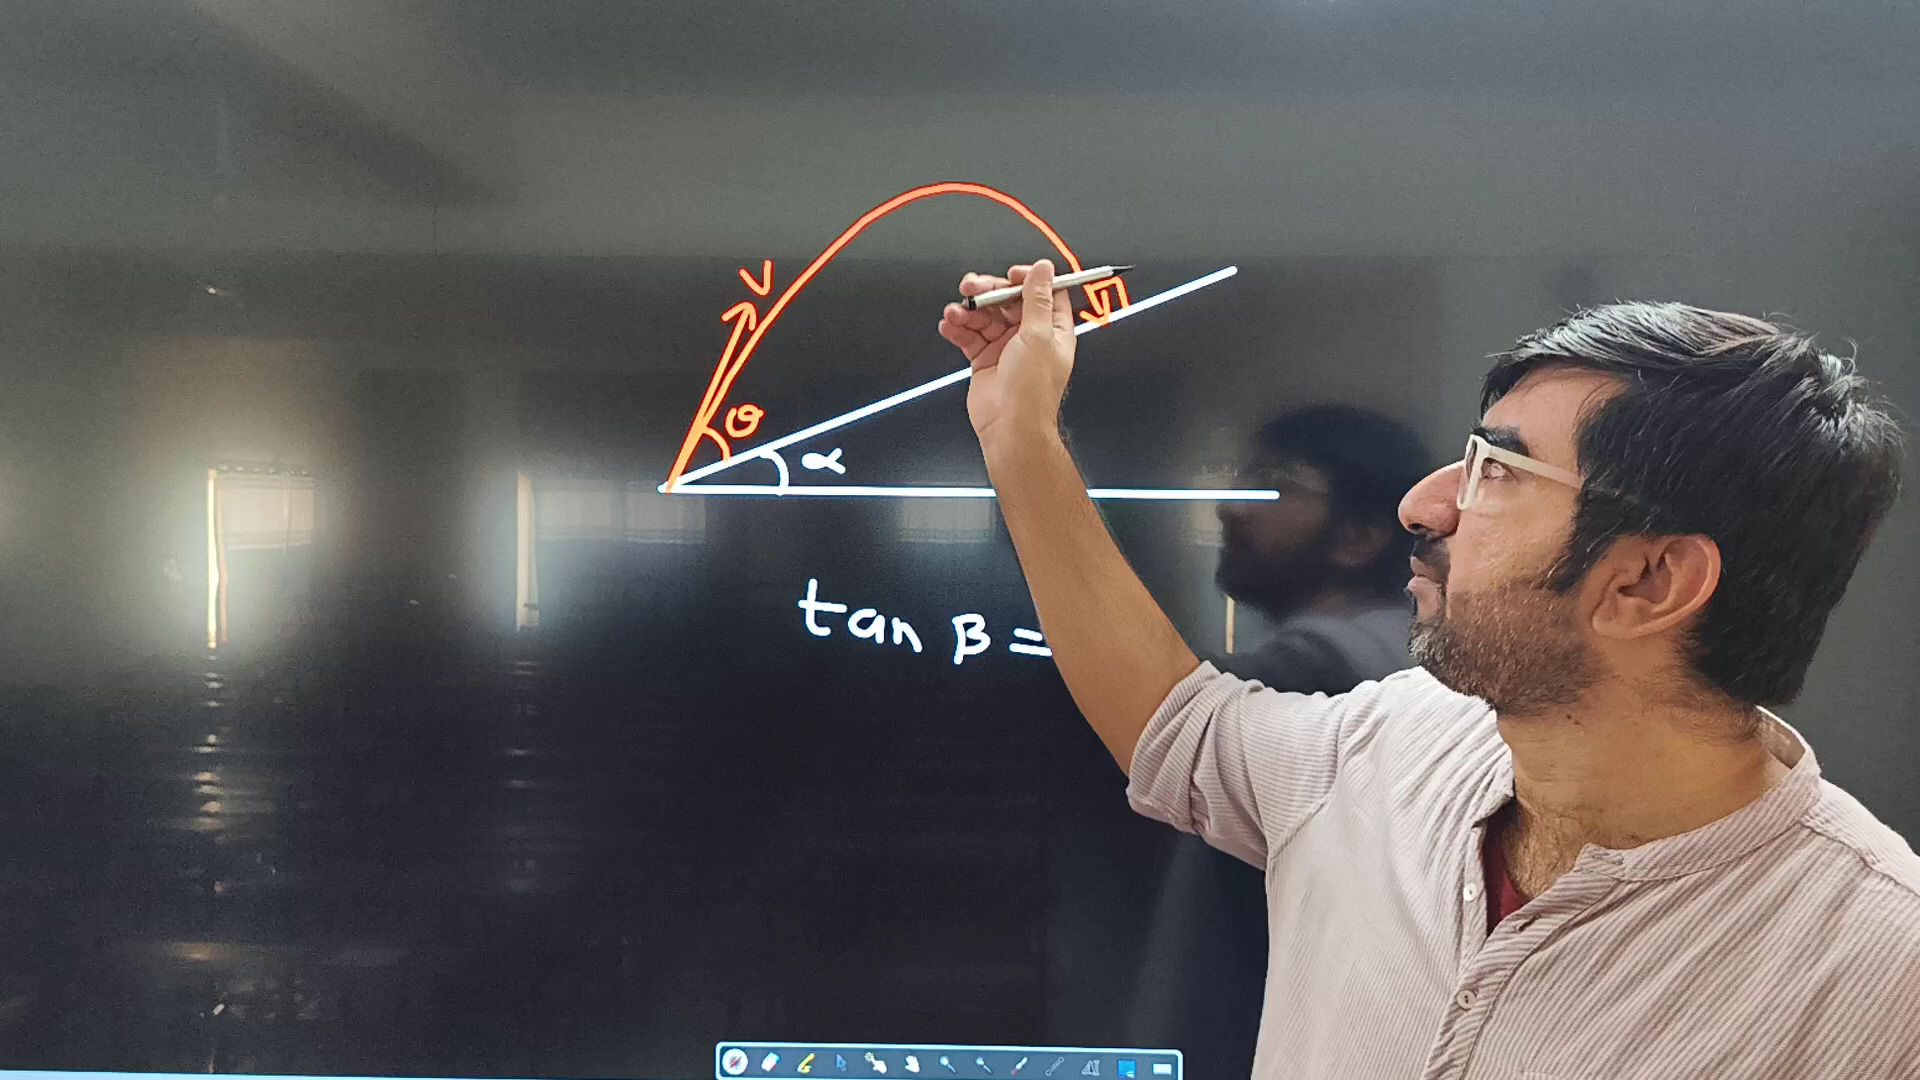 V
θ
α
tan β =